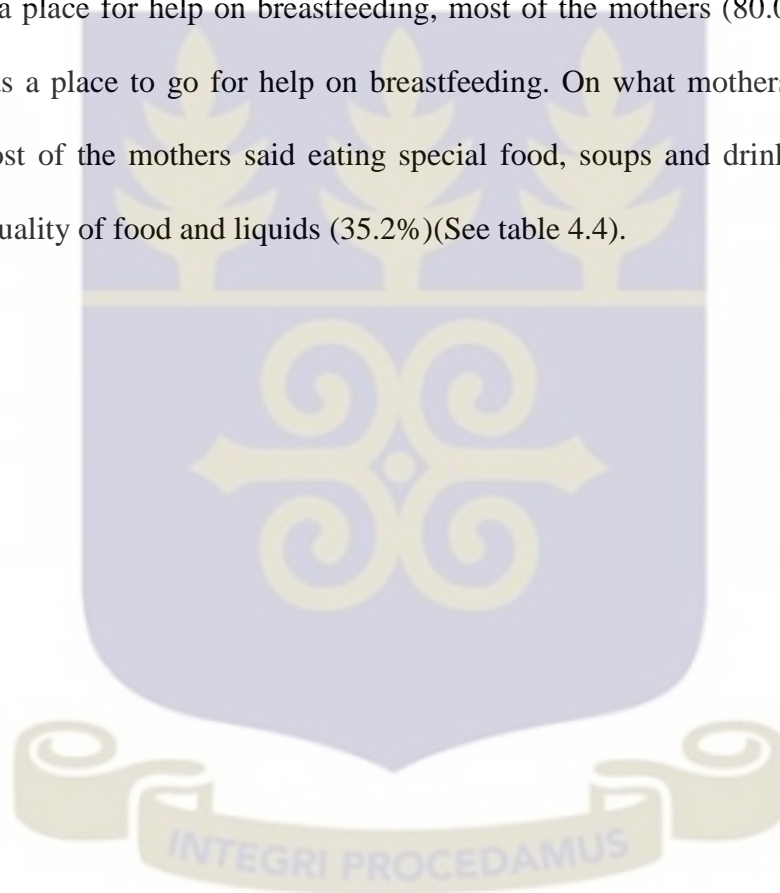 a place for help on breastfeeding, most of the mothers (80.0
s a place to go for help on breastfeeding. On what mothers
ost of the mothers said eating special food, soups and drink
uality of food and liquids (35.2%)(See table 4.4).
INTEGRI PROCEDAMUS